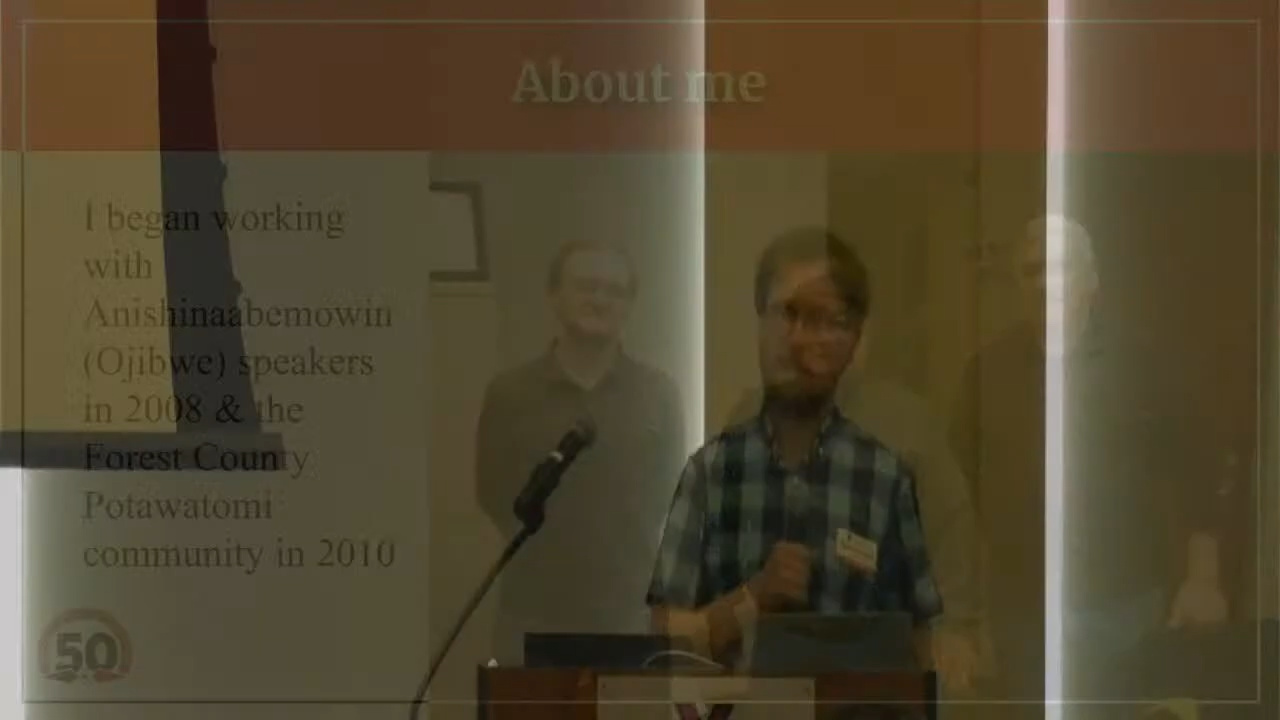 About me
I began working
with
Anishinaabemowin
(Ojibwe) speakers
in 2008 & the
Forest County
Potawatomi
community in 2010
50